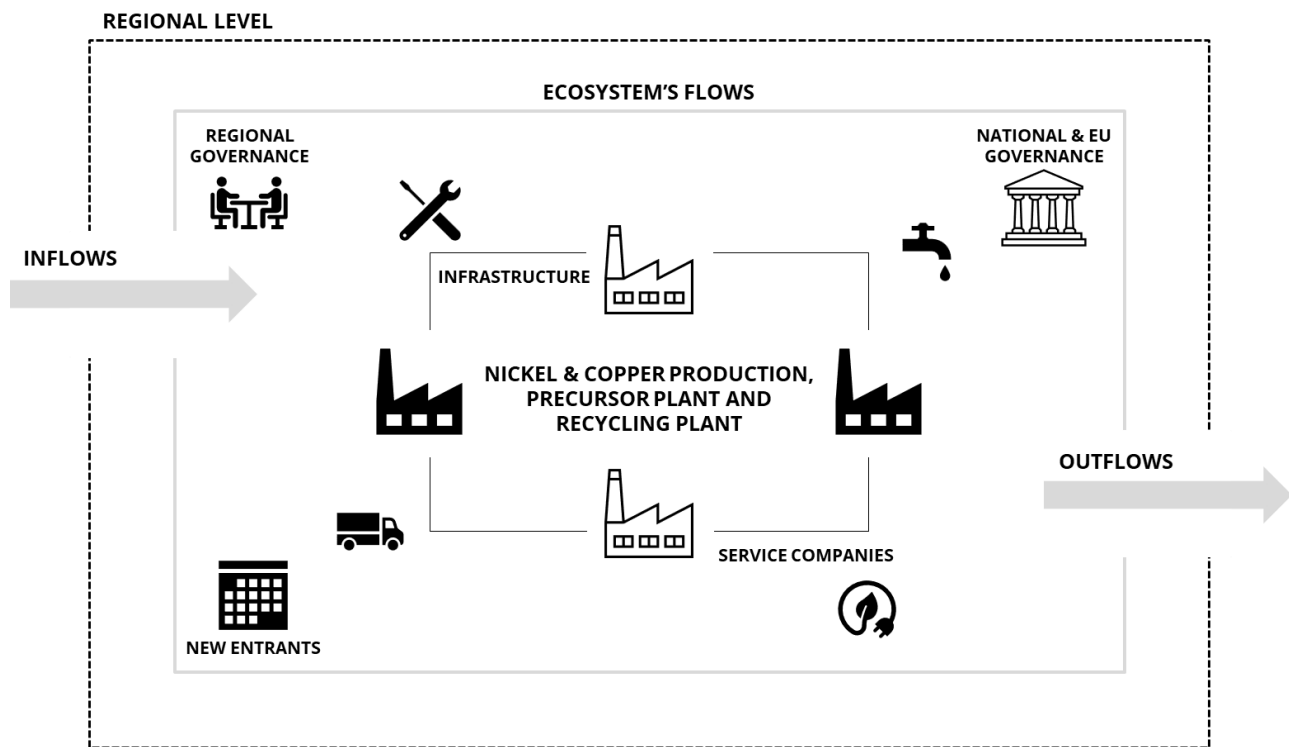 REGIONAL LEVEL
ECOSYSTEM'S FLOWS
REGIONAL
GOVERNANCE
NATIONAL & EU
GOVERNANCE
INFLOWS
INFRASTRUCTURE
NICKEL & COPPER PRODUCTION,
PRECURSOR PLANT AND
RECYCLING PLANT
OUTFLOWS
SERVICE COMPANIES
NEW ENTRANTS